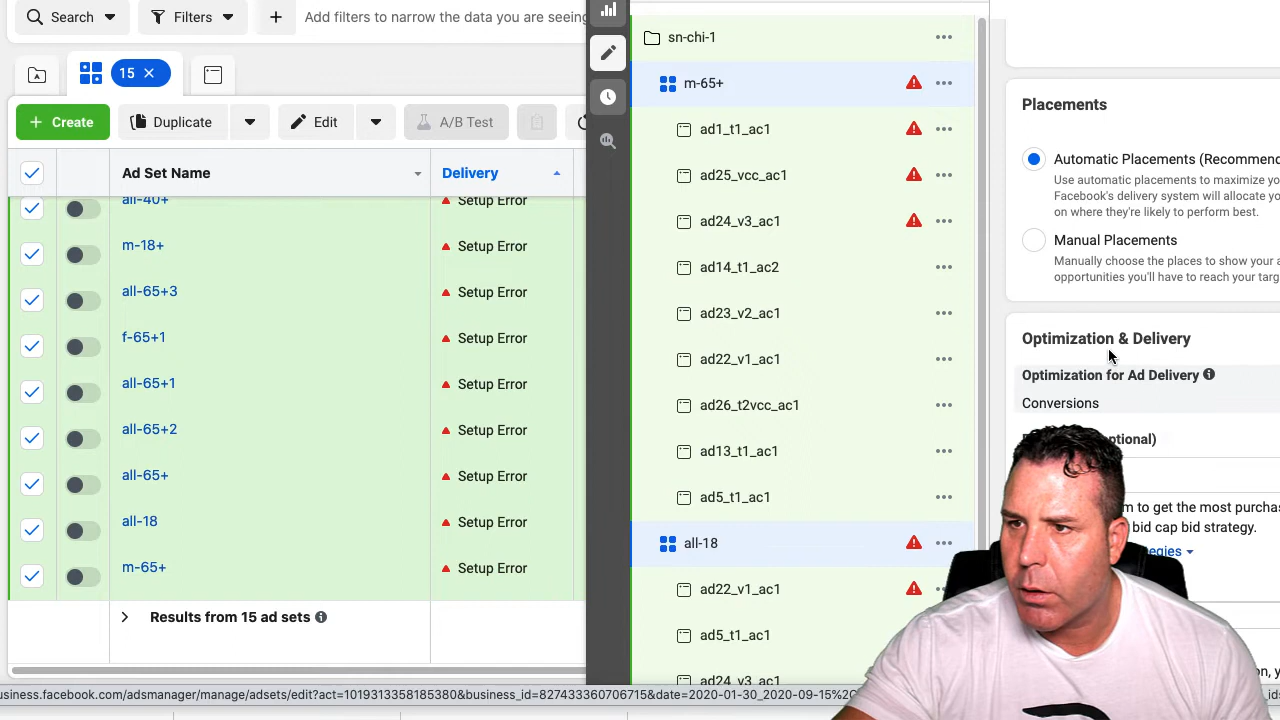 Search
Filters
Add filters to narrow the data you are seeing
15
Create
Duplicate
Edit
A/B Test
Ad Set Name
Delivery
all-40+
Setup Error
m-18+
Setup Error
all-65+3
Setup Error
f-65+1
Setup Error
all-65+1
Setup Error
all-65+2
Setup Error
all-65+
Setup Error
all-18
Setup Error
m-65+
Setup Error
Results from 15 ad sets
sn-chi-1
m-65+
ad1_t1_ac1
ad25_vcc_ac1
ad24_v3_ac1
ad14_t1_ac2
ad23_v2_ac1
ad22_v1_ac1
ad26_t2vcc_ac1
ad13_t1_ac1
ad5_t1_ac1
all-18
ad22_v1_ac1
ad5_t1_ac1
ad24_v3_ac1
Placements
Automatic Placements (Recommend
Use automatic placements to maximize yo
Facebook's delivery system will allocate yo
on where they're likely to perform best.
Manual Placements
Manually choose the places to show your a
opportunities you'll have to reach your targ
Optimization & Delivery
Optimization for Ad Delivery
Conversions
optional)
m to get the most purchas
bid cap bid strategy.
egies
usiness.facebook.com/adsmanager/manage/adsets/edit?act=1019313358185380&business_id=827433360706715&date=2020-01-30_2020-09-15%2C